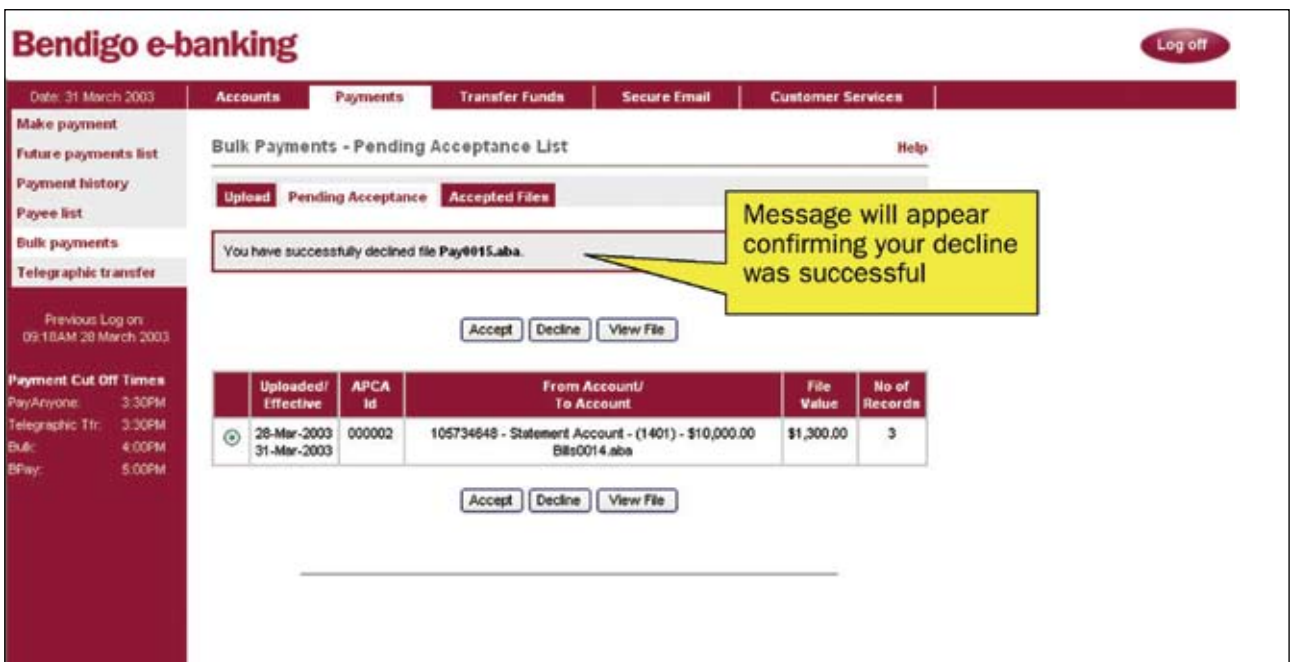 Bendigo e-banking
Log off
Date: 31 March 2003
Accounts
Payments
Transfer Funds
Secure Email
Customer Services
Make payment
Future payments list
Payment history
Payee list
Bulk payments
Telegraphic transfer
Previous Log on:
09:18AM 28 March 2003
Payment Cut Off Times
PayAnyone: 3:30PM
Telegraphic Tfr: 3:30PM
Bulk: 4:00PM
BPay: 5:00PM
Bulk Payments - Pending Acceptance List
Help
Upload
Pending Acceptance
Accepted Files
You have successfully declined file Pay0015.aba.
Message will appear
confirming your decline
was successful
Accept
Decline
View File
Uploaded/
Effective
APCA
Id
From Account/
To Account
File
Value
No of
Records
28-Mar-2003
31-Mar-2003
000002
105734648 - Statement Account - (1401) - $10,000.00
Bills0014.aba
$1,300.00
3
Accept
Decline
View File